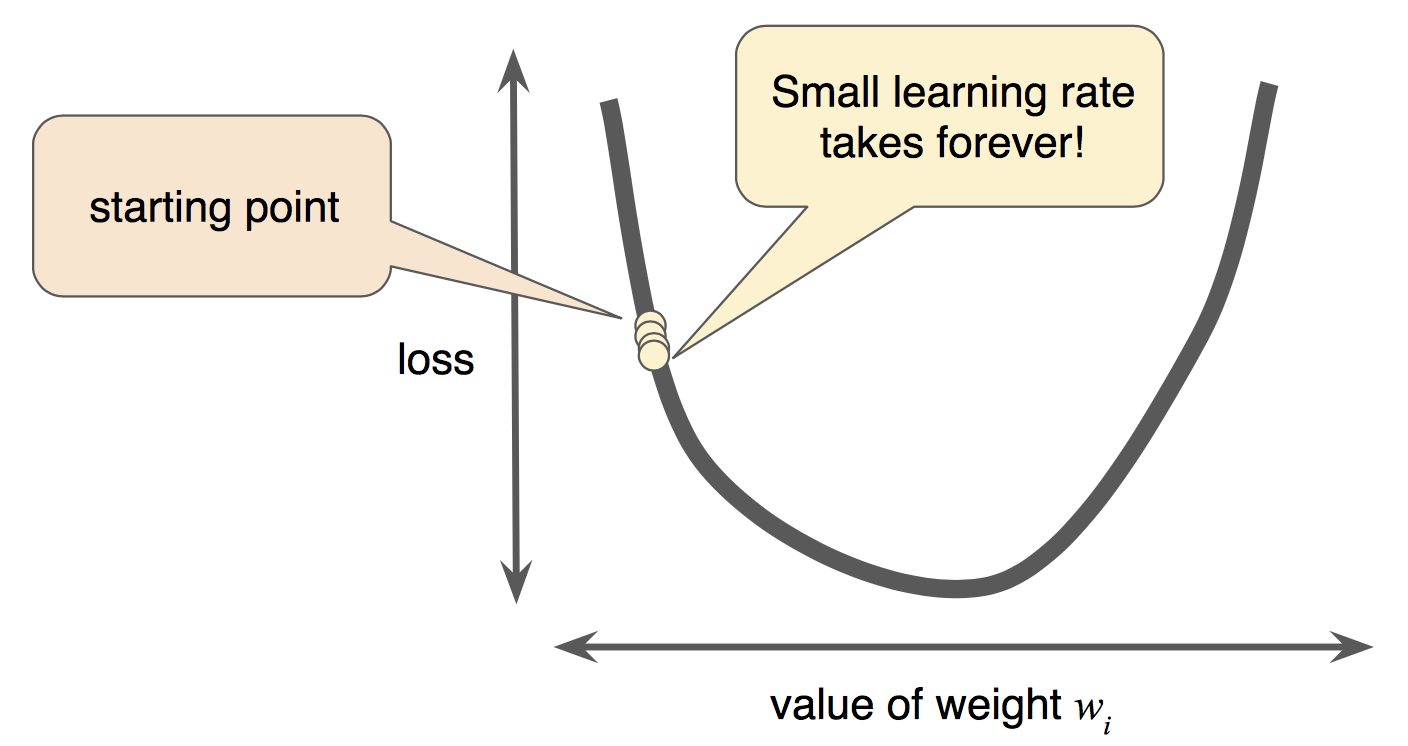 starting point
Small learning rate
takes forever!
loss
value of weight wᵢ